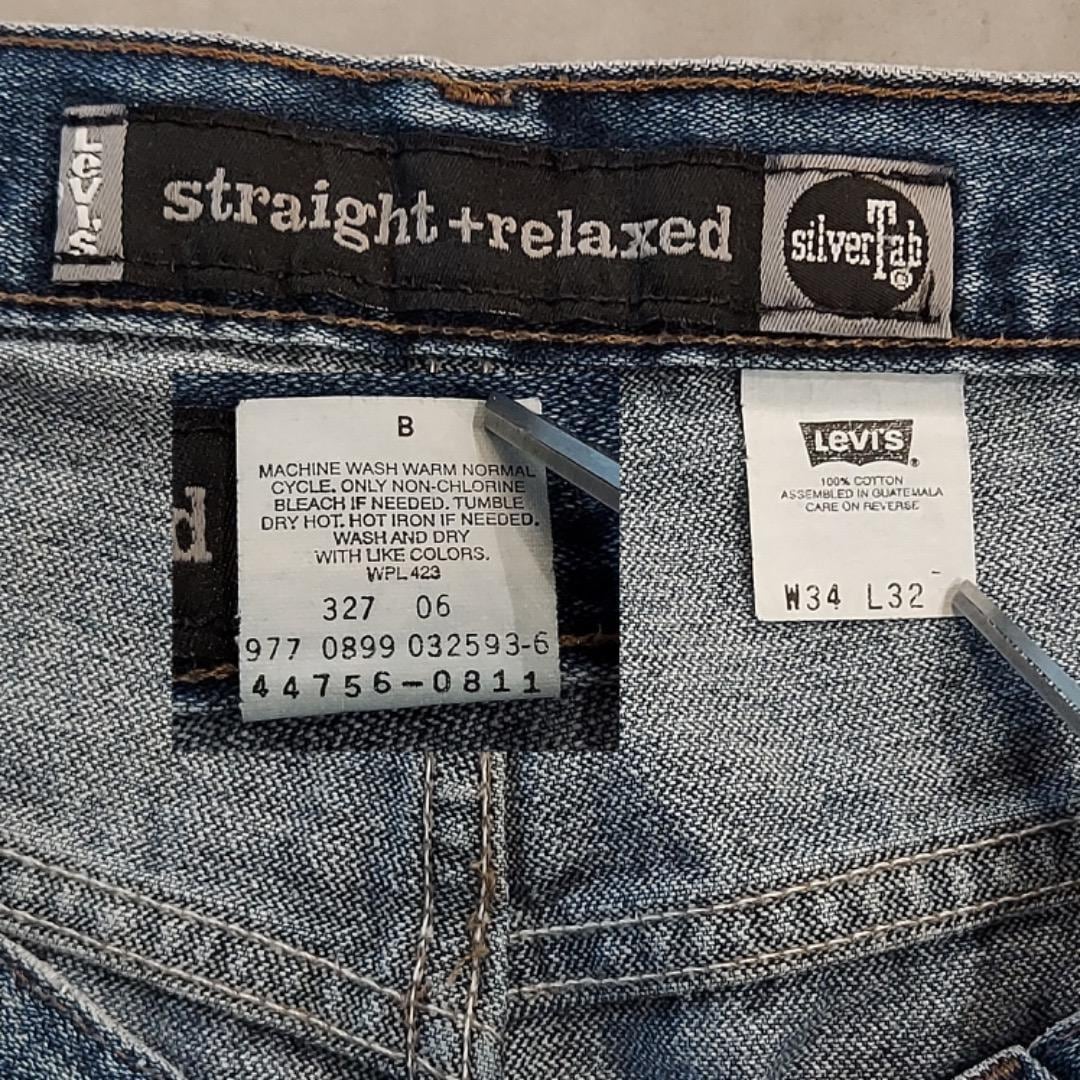 Levi's
straight+relaxed
silverTab®
d
B
MACHINE WASH WARM NORMAL
CYCLE. ONLY NON-CHLORINE
BLEACH IF NEEDED. TUMBLE
DRY HOT. HOT IRON IF NEEDED.
WASH AND DRY
WITH LIKE COLORS.
WPL 423
327 06
977 0899 032593-6
44756-0811
LEVI'S®
100% COTTON
ASSEMBLED IN GUATEMALA
CARE ON REVERSE
W34 L32